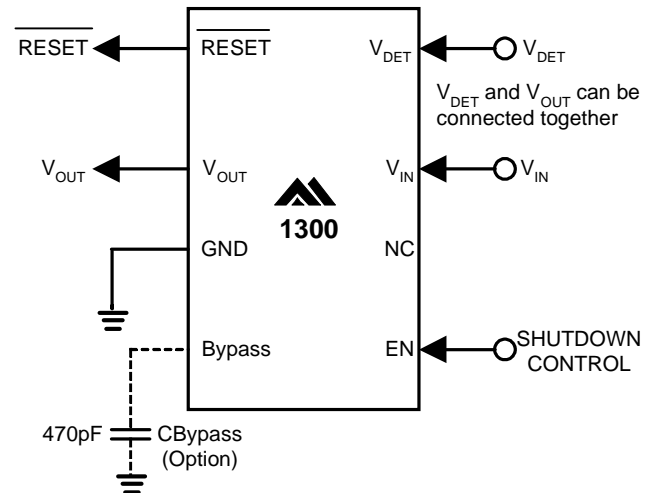 RESET
RESET
VDET
VDET
VDET and VOUT can be
connected together
VOUT
VOUT
VIN
VIN
1300
GND
NC
Bypass
EN
SHUTDOWN
CONTROL
470pF
CBypass
(Option)